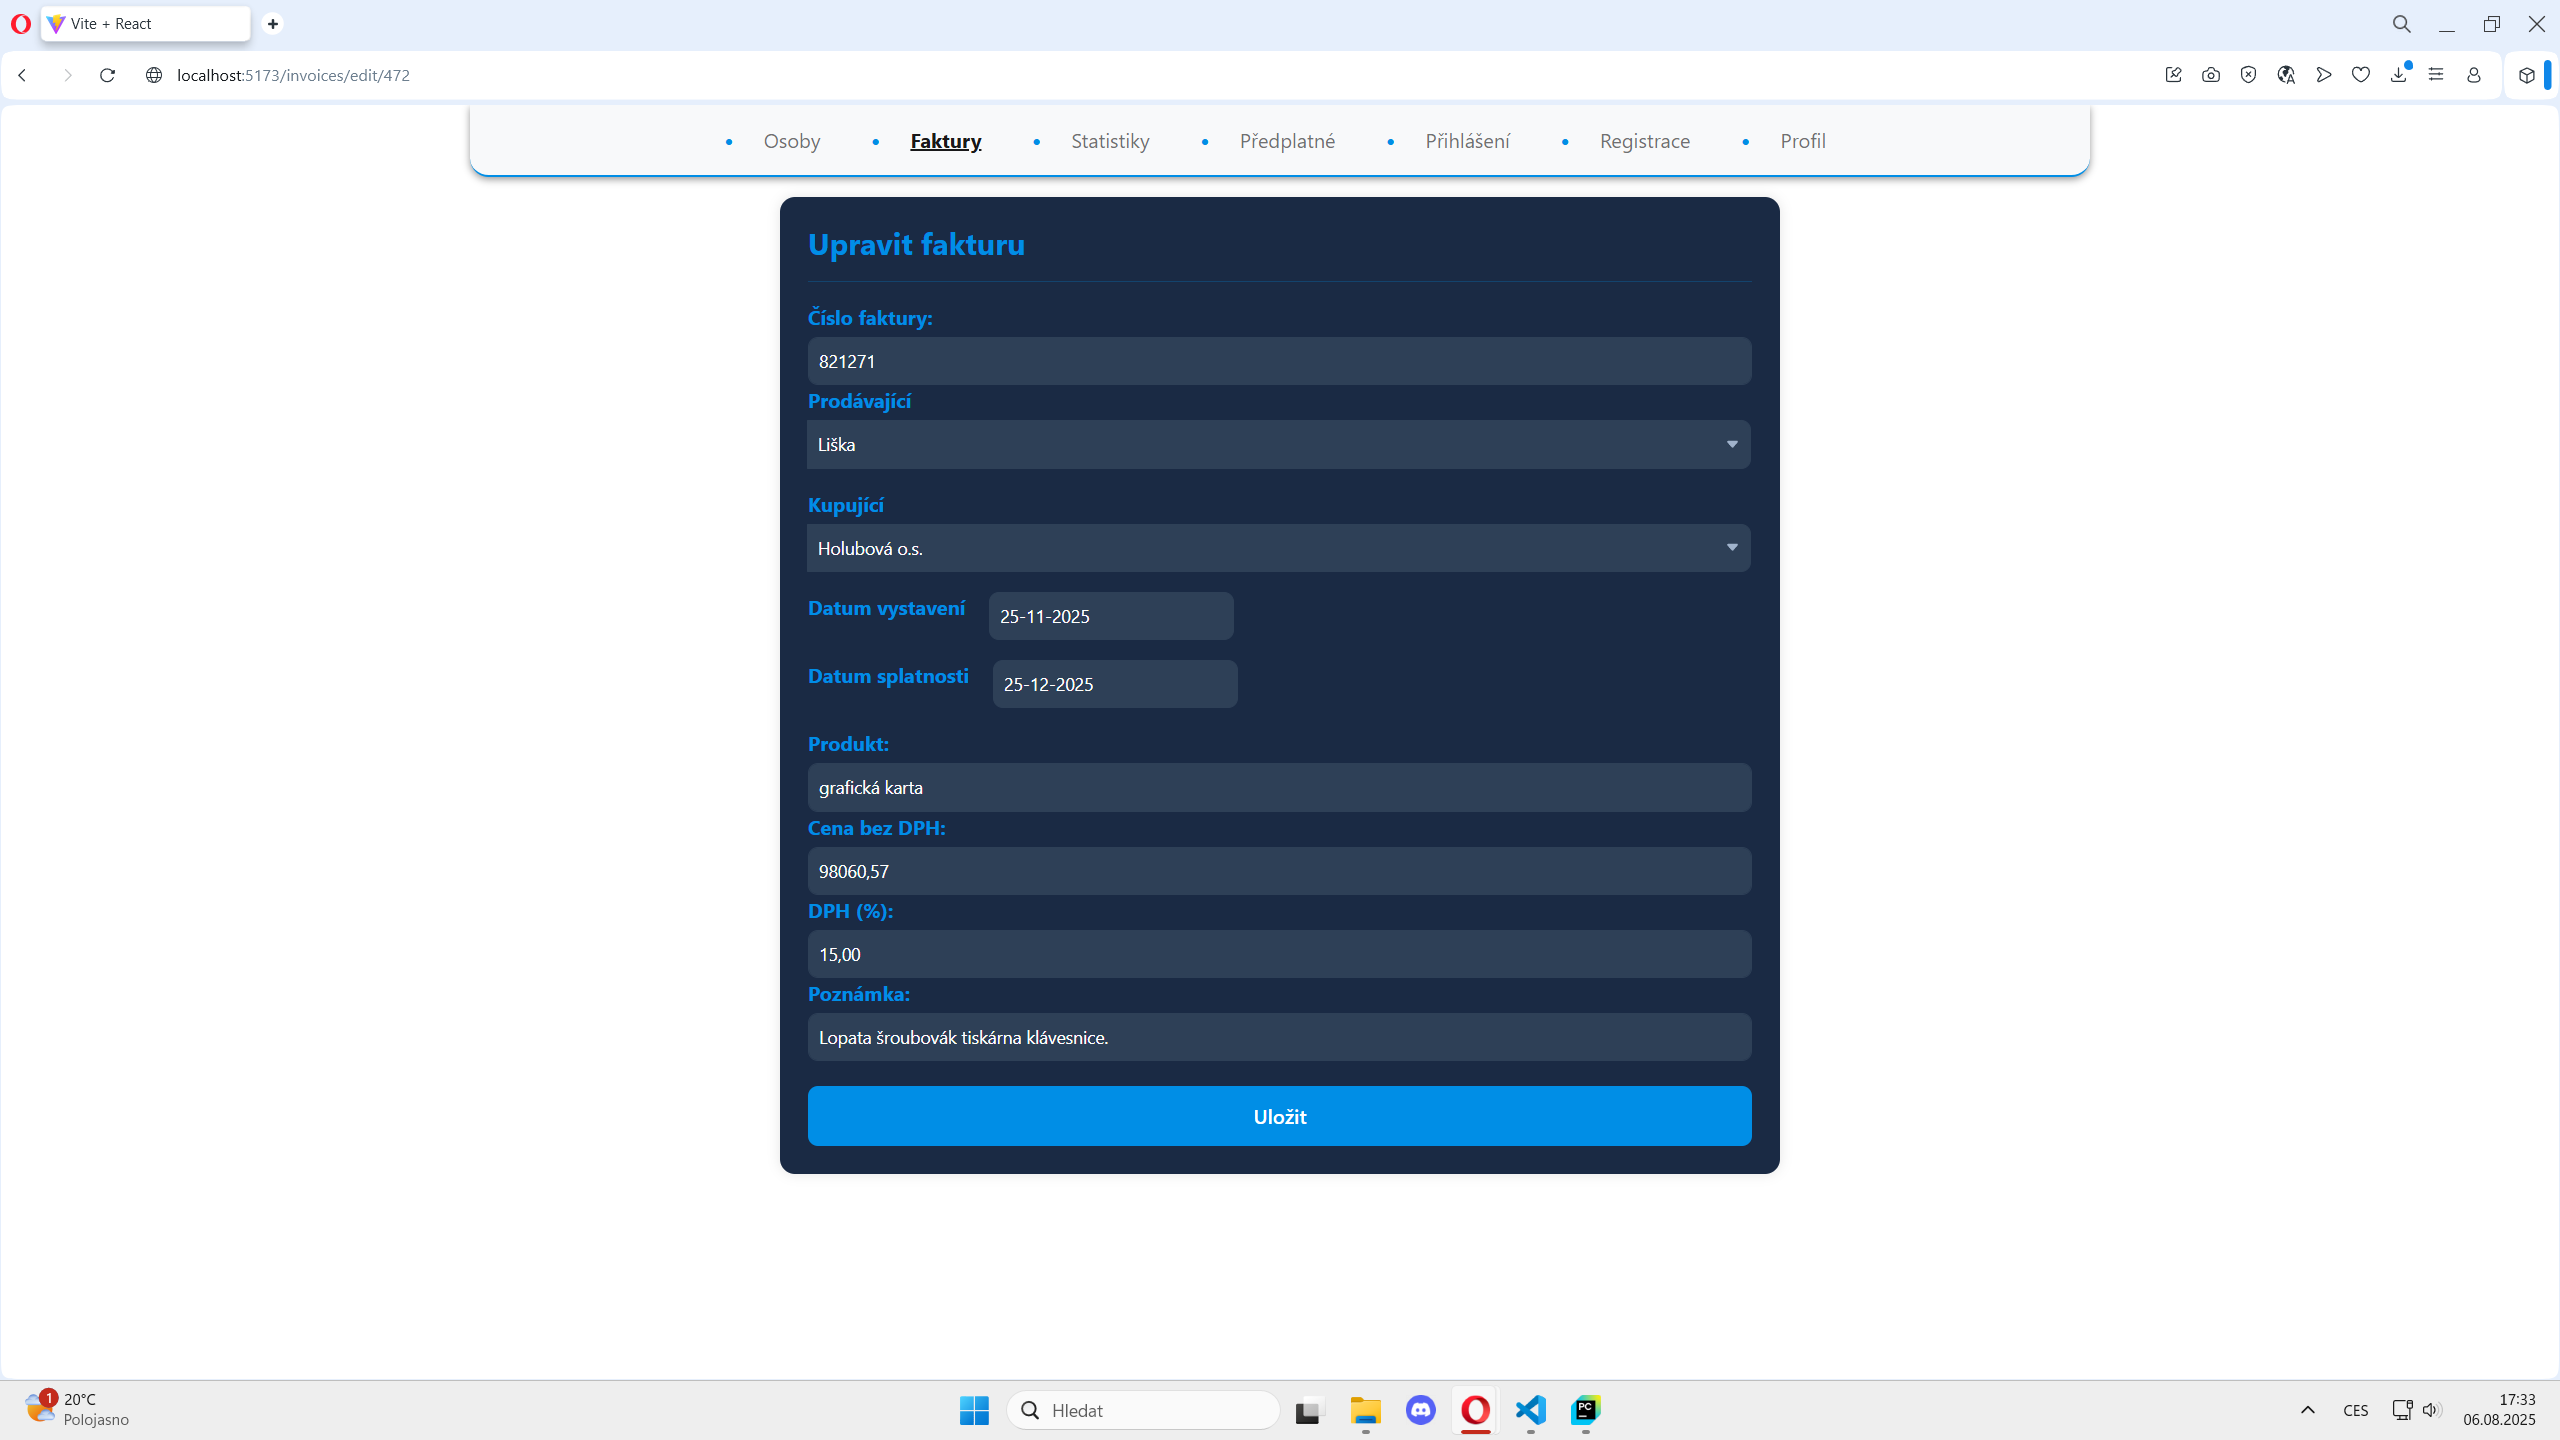 Vite + React
localhost:5173/invoices/edit/472
Osoby
Faktury
Statistiky
Předplatné
Přihlášení
Registrace
Profil
Upravit fakturu
Číslo faktury:
821271
Prodávající
Liška
Kupující
Holubová o.s.
Datum vystavení
25-11-2025
Datum splatnosti
25-12-2025
Produkt:
grafická karta
Cena bez DPH:
98060,57
DPH (%):
15,00
Poznámka:
Lopata šroubovák tiskárna klávesnice.
Uložit
1
20°C
Polojasno
Hledat
PC
CES
17:33
06.08.2025